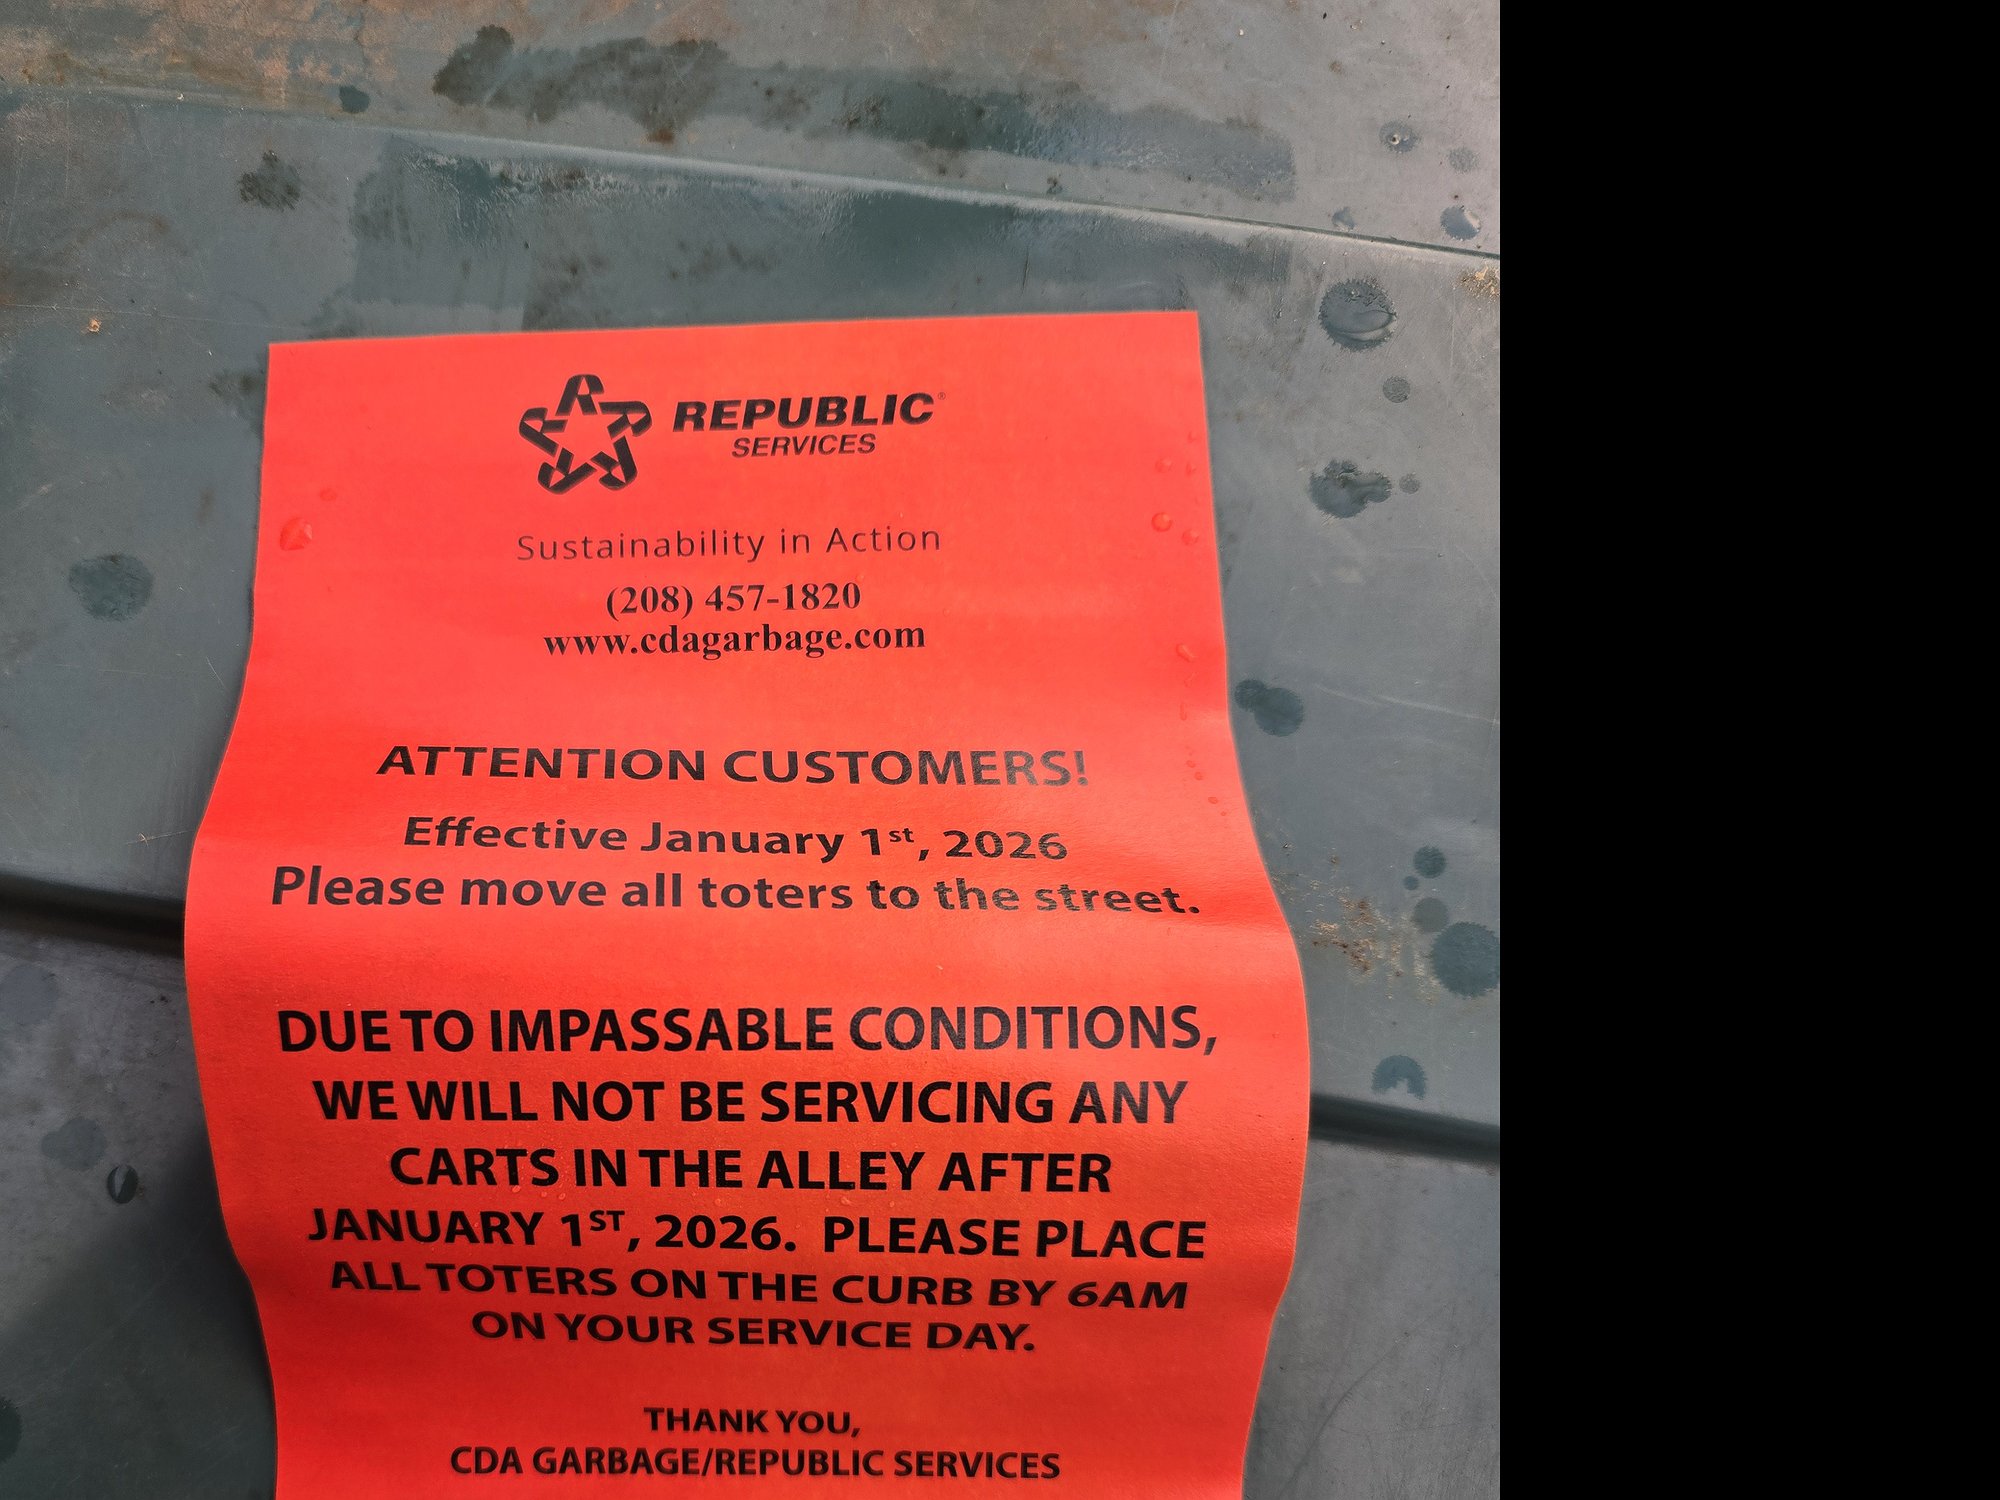 REPUBLIC®
SERVICES
Sustainability in Action
(208) 457-1820
www.cdagarbage.com
ATTENTION CUSTOMERS!
Effective January 1st, 2026
Please move all toters to the street.
DUE TO IMPASSABLE CONDITIONS,
WE WILL NOT BE SERVICING ANY
CARTS IN THE ALLEY AFTER
JANUARY 1ST, 2026. PLEASE PLACE
ALL TOTERS ON THE CURB BY 6AM
ON YOUR SERVICE DAY.
THANK YOU,
CDA GARBAGE/REPUBLIC SERVICES